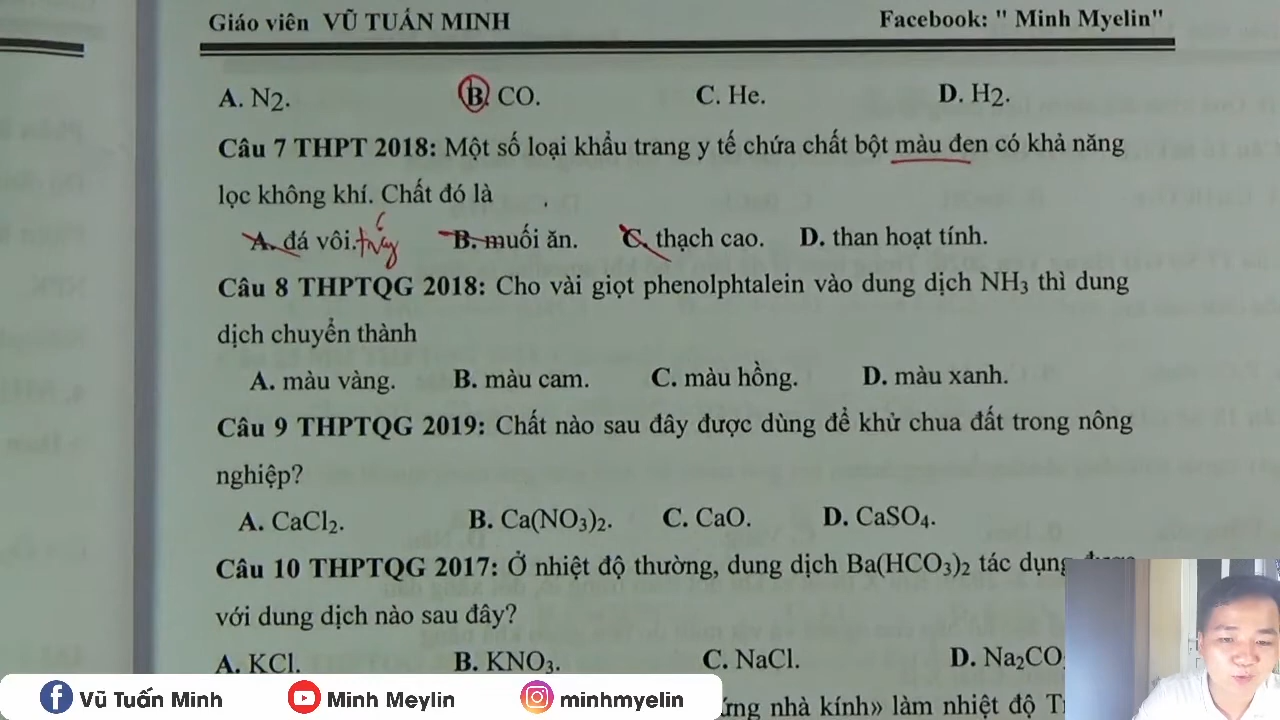 Giáo viên VŨ TUẤN MINH Facebook: " Minh Myelin"
A. N2. B. CO. C. He. D. H2.
Câu 7 THPT 2018: Một số loại khẩu trang y tế chứa chất bột màu đen có khả năng
lọc không khí. Chất đó là
A. đá vôi. B. muối ăn. C. thạch cao. D. than hoạt tính.
Câu 8 THPTQG 2018: Cho vài giọt phenolphtalein vào dung dịch NH3 thì dung
dịch chuyển thành
A. màu vàng. B. màu cam. C. màu hồng. D. màu xanh.
Câu 9 THPTQG 2019: Chất nào sau đây được dùng để khử chua đất trong nông
nghiệp?
A. CaCl2. B. Ca(NO3)2. C. CaO. D. CaSO4.
Câu 10 THPTQG 2017: Ở nhiệt độ thường, dung dịch Ba(HCO3)2 tác dụng được
với dung dịch nào sau đây?
A. KCl. B. KNO3. C. NaCl. D. Na2CO
nhà kính» làm nhiệt độ
Vũ Tuấn Minh Minh Meylin minhmyelin